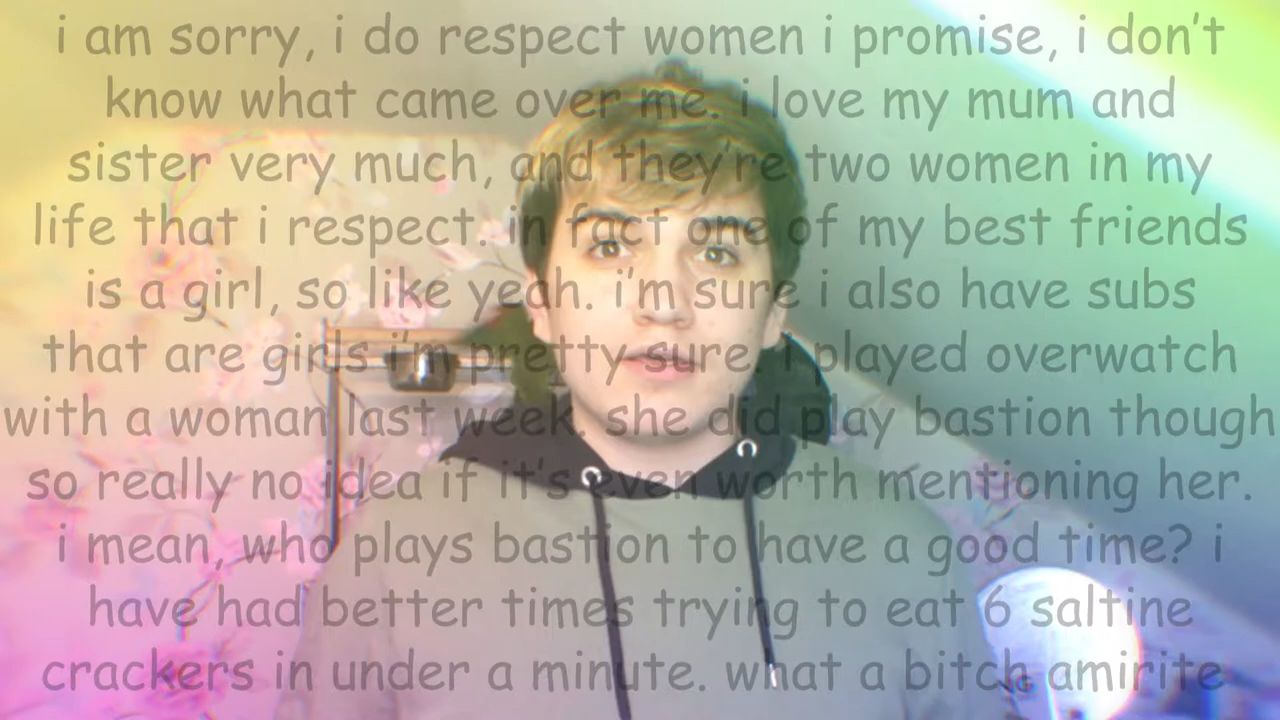 i am sorry, i do respect women i promise, i don't
know what came over me. i love my mum and
sister very much, and they're two women in my
life that i respect. in fact one of my best friends
is a girl, so like yeah. i'm sure i also have subs
that are girls i'm pretty sure. i played overwatch
with a woman last week. she did play bastion though
so really no idea if it's even worth mentioning her.
i mean, who plays bastion to have a good time? i
have had better times trying to eat 6 saltine
crackers in under a minute. what a bitch amirite